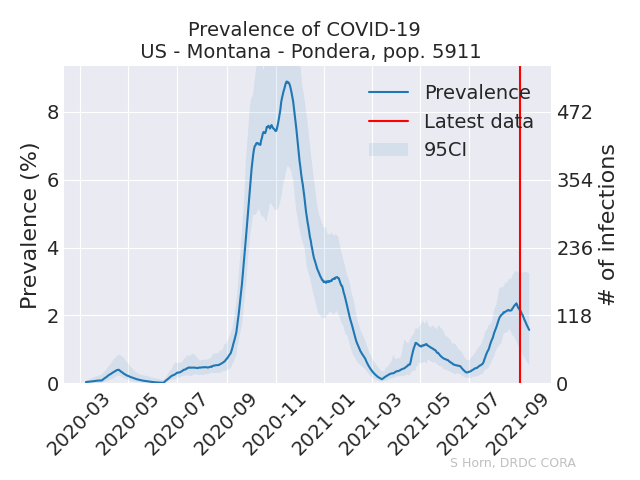 Prevalence of COVID-19
US - Montana - Pondera, pop. 5911
Prevalence
Latest data
95CI
Prevalence (%)
8
6
4
2
0
472
354
236
118
0
# of infections
2020-03
2020-05
2020-07
2020-09
2020-11
2021-01
2021-03
2021-05
2021-07
2021-09
S Horn, DRDC CORA